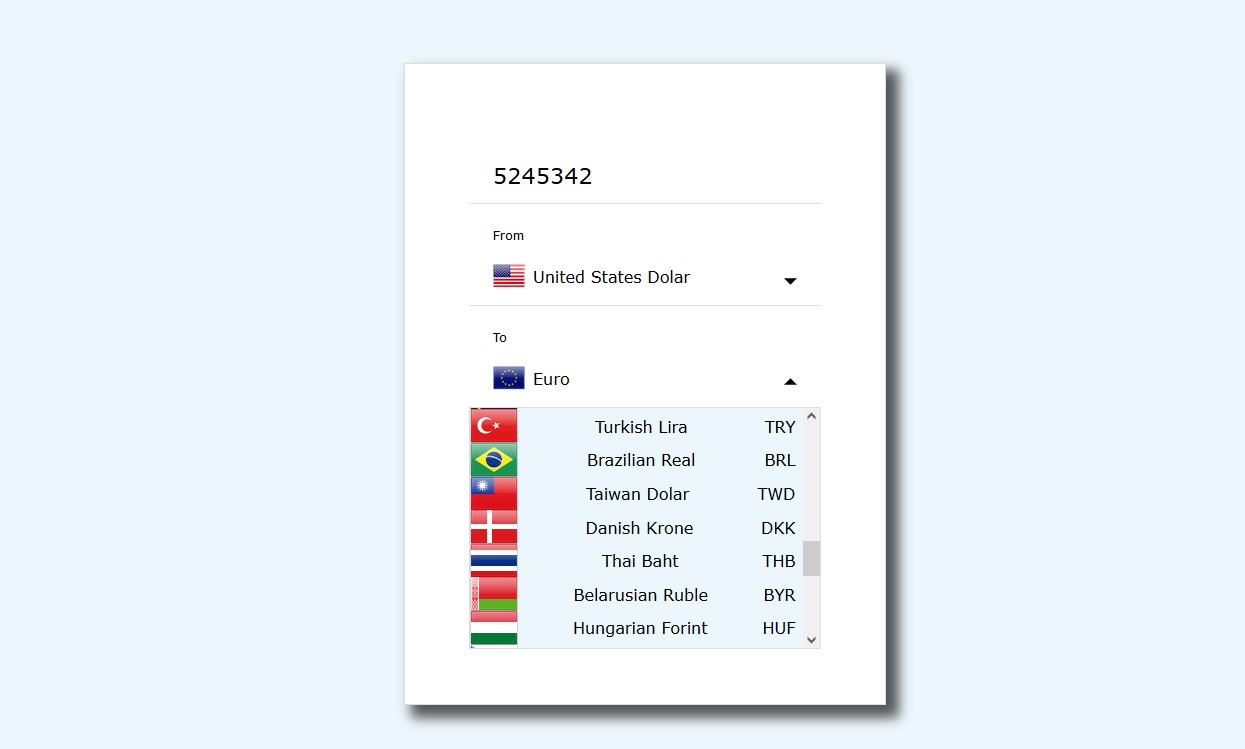 5245342
From
United States Dolar
To
Euro
Turkish Lira TRY
Brazilian Real BRL
Taiwan Dolar TWD
Danish Krone DKK
Thai Baht THB
Belarusian Ruble BYR
Hungarian Forint HUF